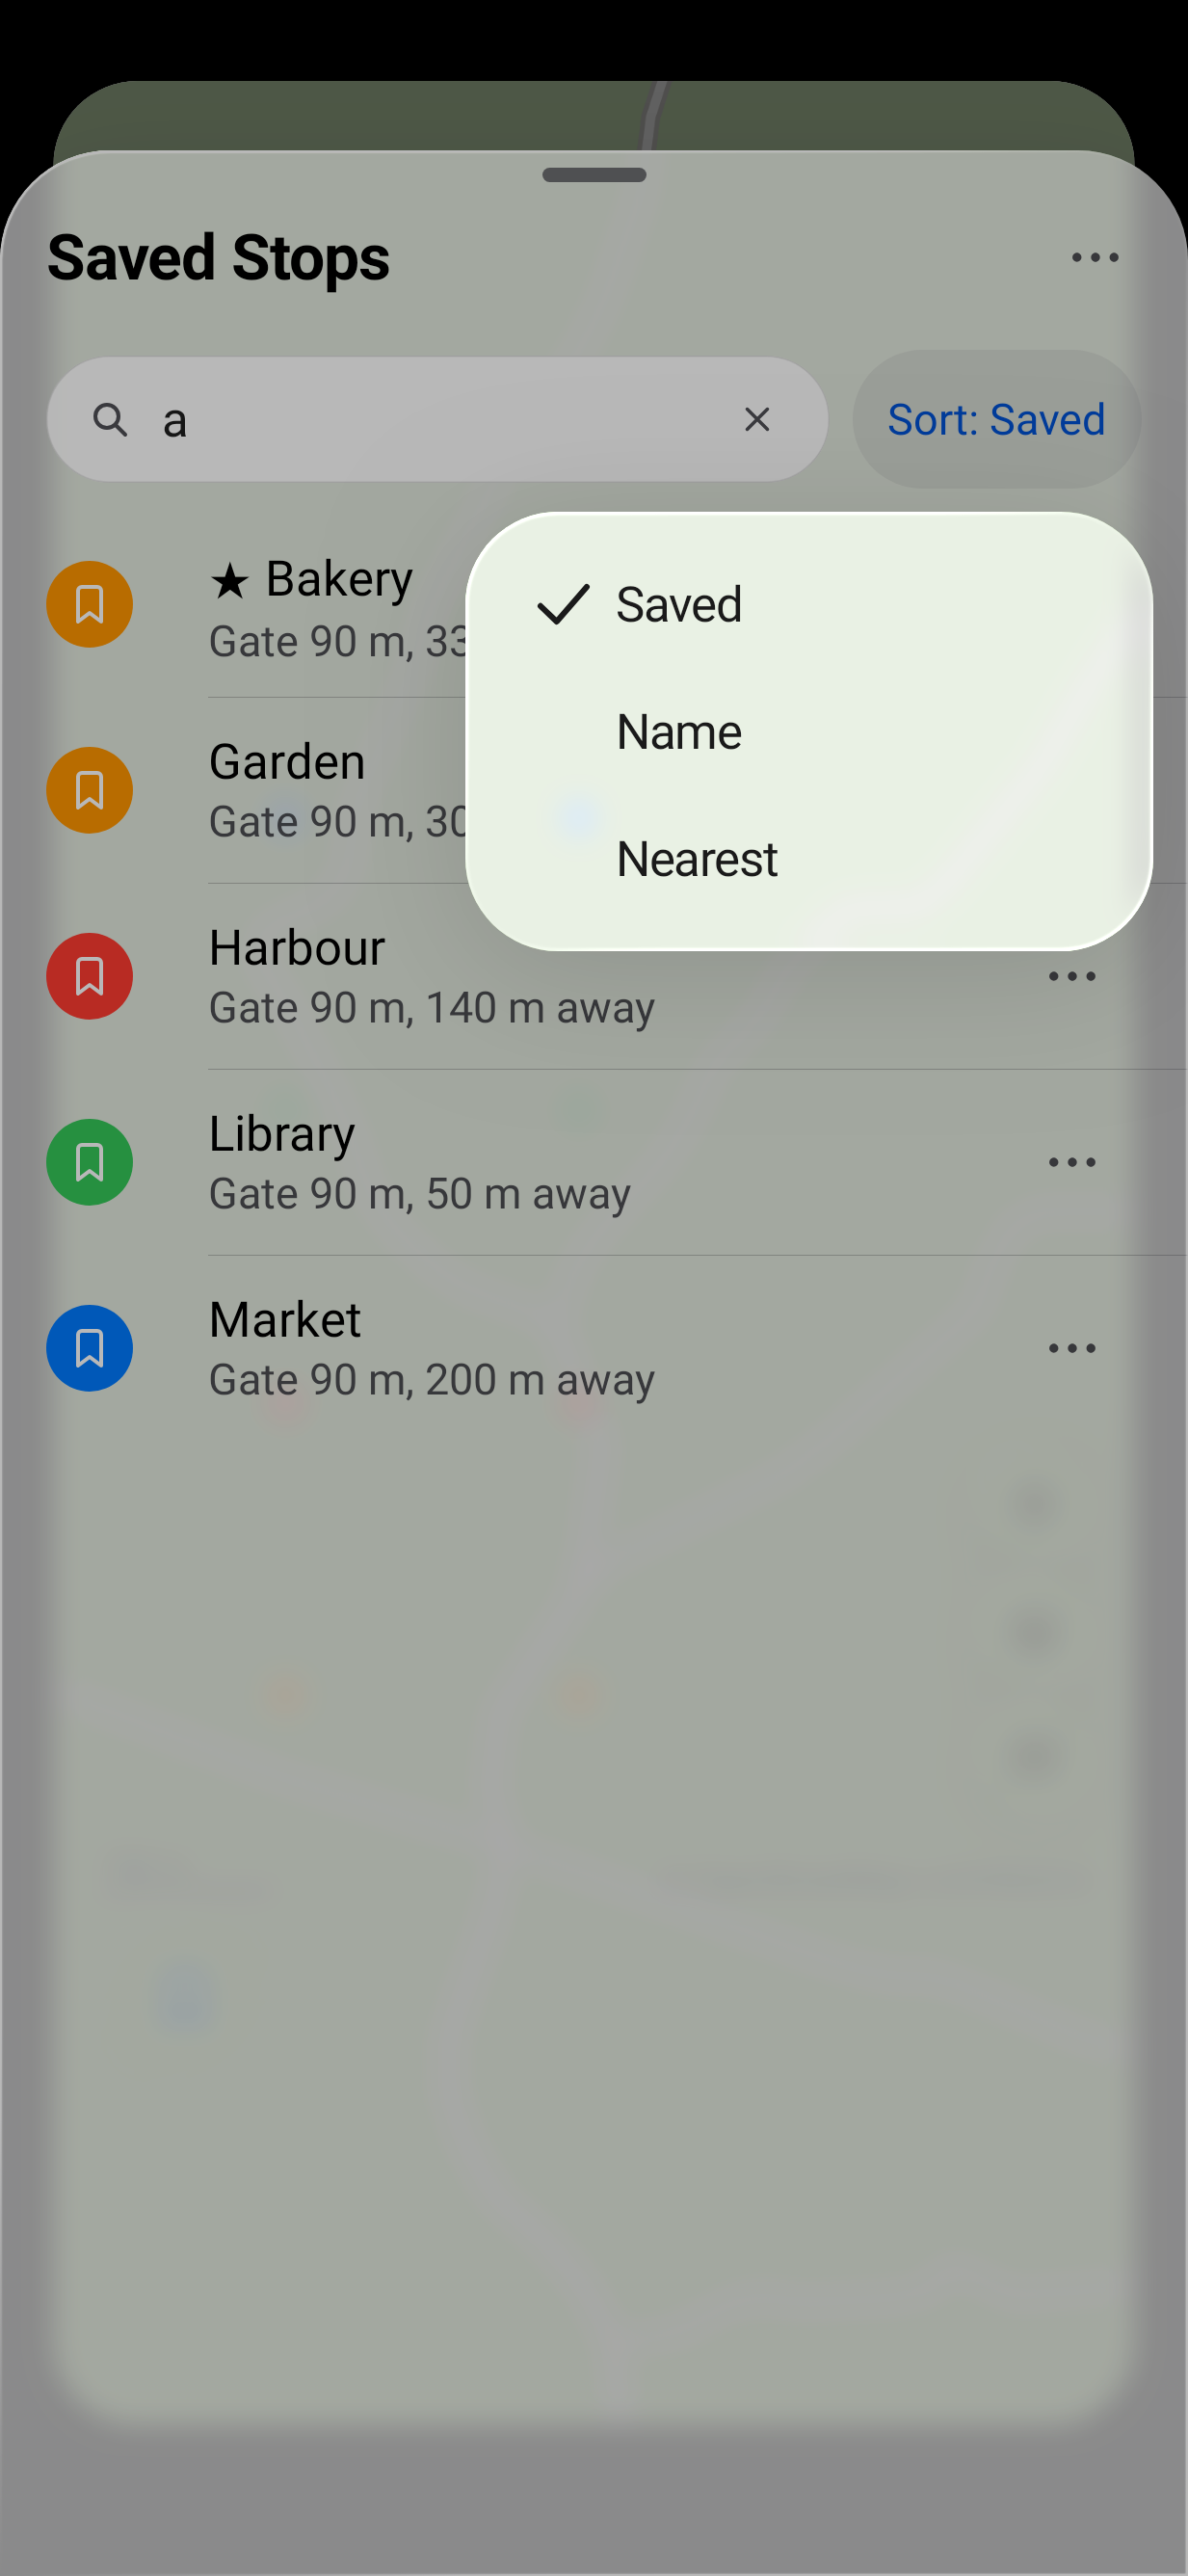 Saved Stops
a
Sort: Saved
★ Bakery
Gate 90 m, 33
Saved
Name
Nearest
Garden
Gate 90 m, 30
Harbour
Gate 90 m, 140 m away
Library
Gate 90 m, 50 m away
Market
Gate 90 m, 200 m away